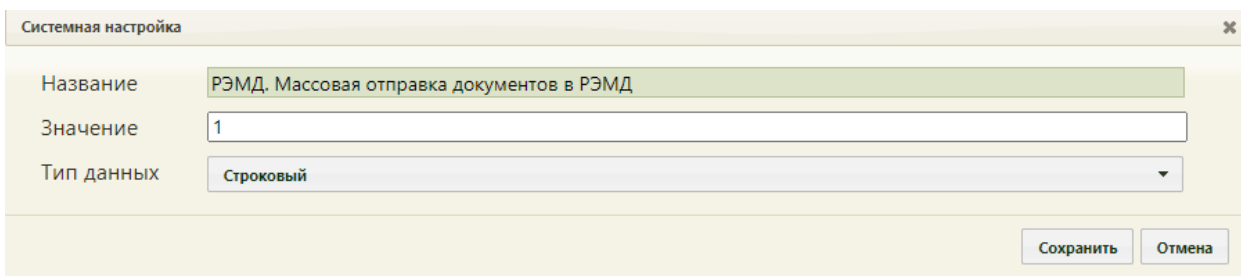 Системная настройка
Название РЭМД. Массовая отправка документов в РЭМД
Значение 1
Тип данных Строковый
Сохранить Отмена